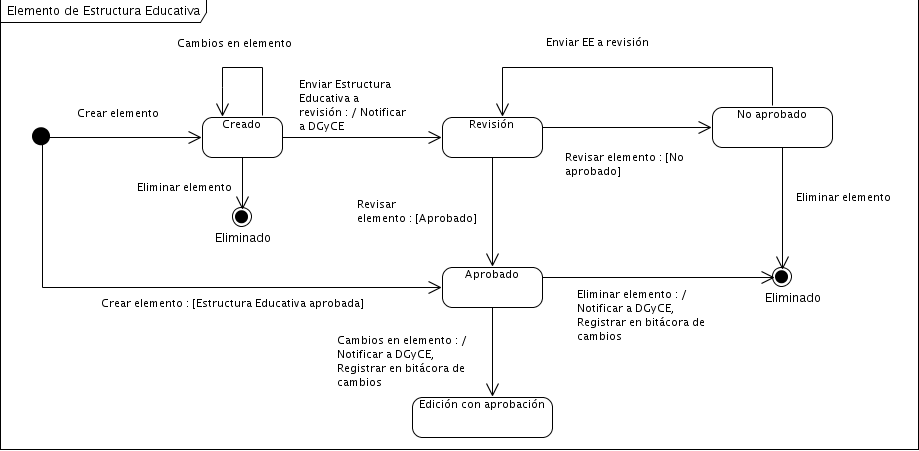 Elemento de Estructura Educativa
Cambios en elemento
Enviar EE a revisión
Enviar Estructura
Educativa a
revisión : / Notificar
a DGyCE
Crear elemento
Creado
Revisión
No aprobado
Revisar elemento : [No
aprobado]
Eliminar elemento
Eliminar elemento
Revisar
elemento : [Aprobado]
Eliminado
Aprobado
Crear elemento : [Estructura Educativa aprobada]
Eliminar elemento : /
Notificar a DGyCE,
Registrar en bitácora de
cambios
Eliminado
Cambios en elemento : /
Notificar a DGyCE,
Registrar en bitácora de
cambios
Edición con aprobación